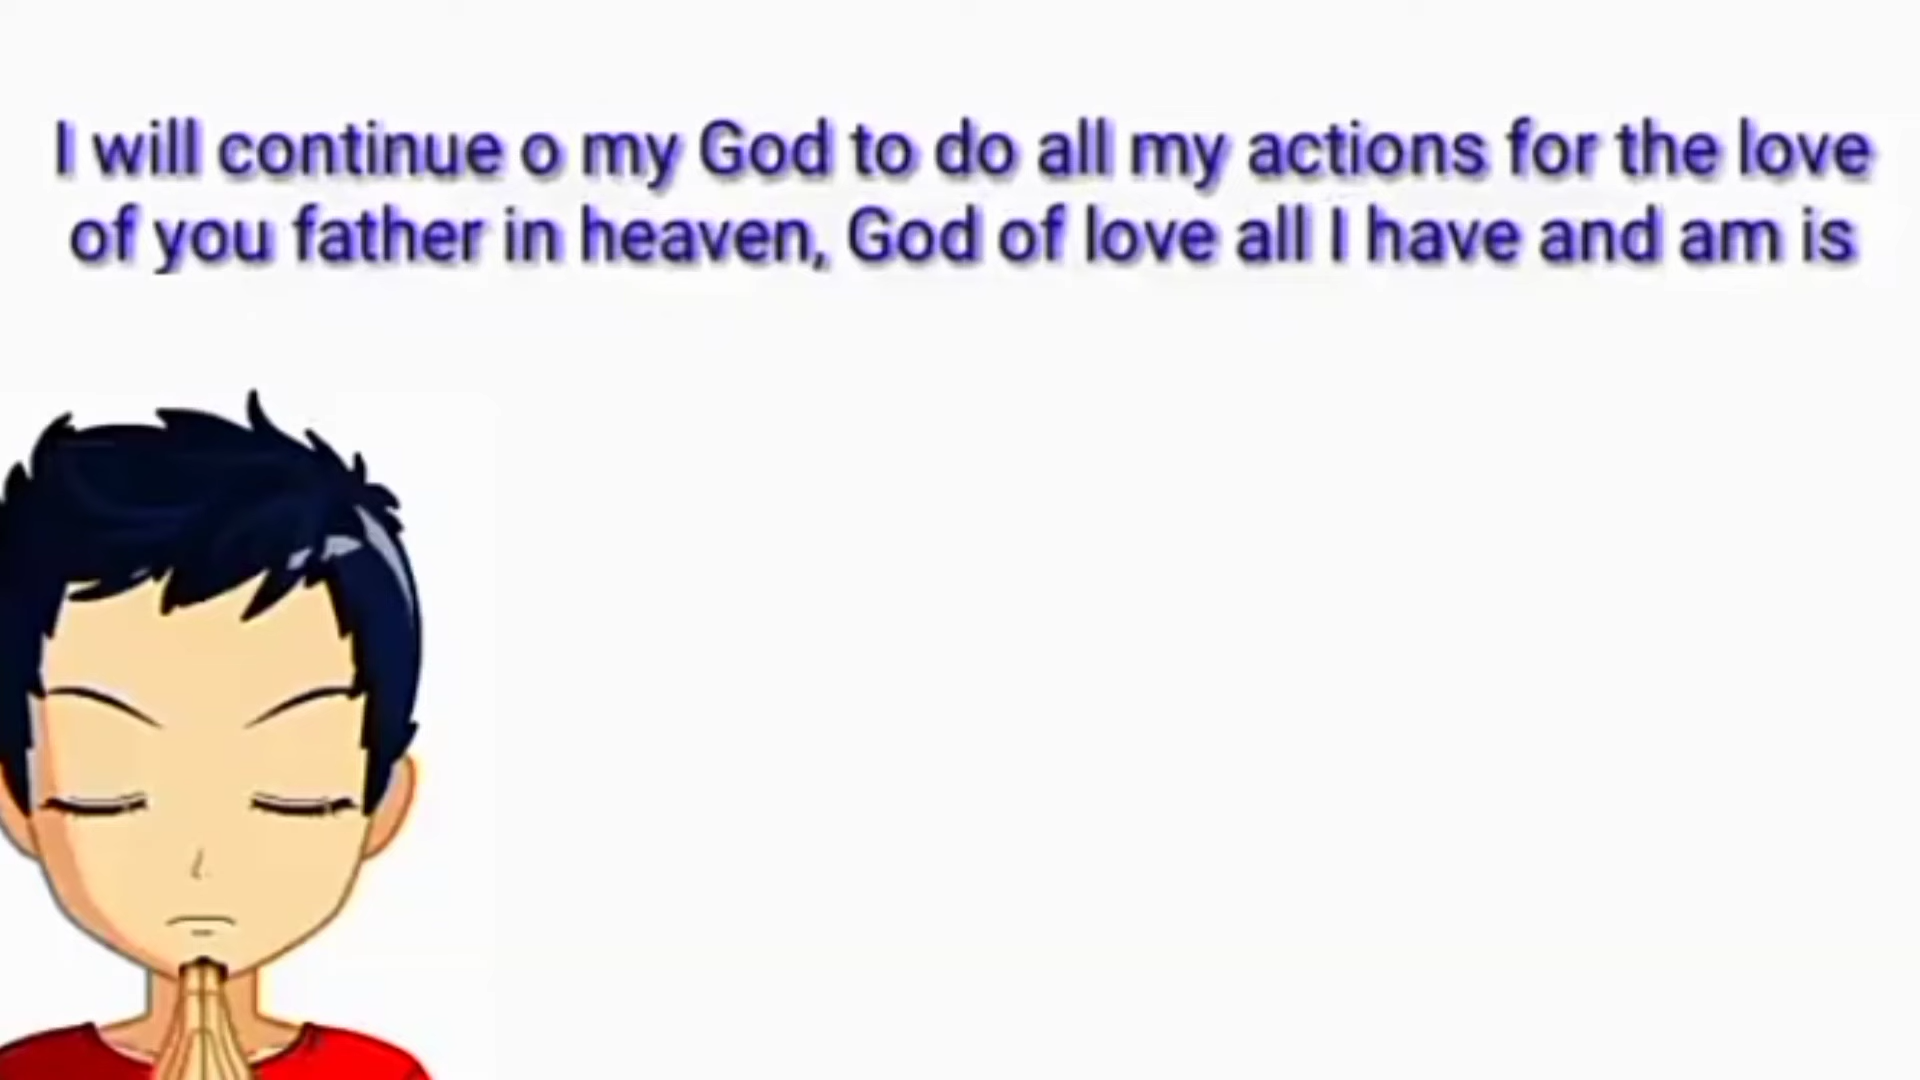 I will continue o my God to do all my actions for the love
of you father in heaven, God of love all I have and am is